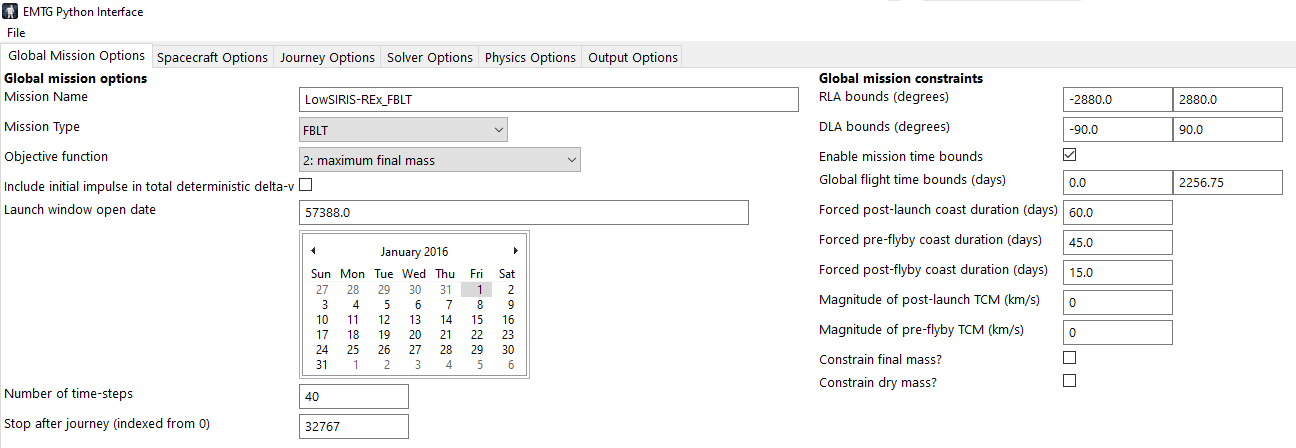 EMTG Python Interface
File
Global Mission Options Spacecraft Options Journey Options Solver Options Physics Options Output Options
Global mission options
Mission Name LowSIRIS-REx_FBLT
Mission Type FBLT
Objective function 2: maximum final mass
Include initial impulse in total deterministic delta-v
Launch window open date 57388.0
January 2016
Sun Mon Tue Wed Thu Fri Sat
27 28 29 30 31 1 2
3 4 5 6 7 8 9
10 11 12 13 14 15 16
17 18 19 20 21 22 23
24 25 26 27 28 29 30
31 1 2 3 4 5 6
Number of time-steps 40
Stop after journey (indexed from 0) 32767
Global mission constraints
RLA bounds (degrees) -2880.0 2880.0
DLA bounds (degrees) -90.0 90.0
Enable mission time bounds
Global flight time bounds (days) 0.0 2256.75
Forced post-launch coast duration (days) 60.0
Forced pre-flyby coast duration (days) 45.0
Forced post-flyby coast duration (days) 15.0
Magnitude of post-launch TCM (km/s) 0
Magnitude of pre-flyby TCM (km/s) 0
Constrain final mass?
Constrain dry mass?